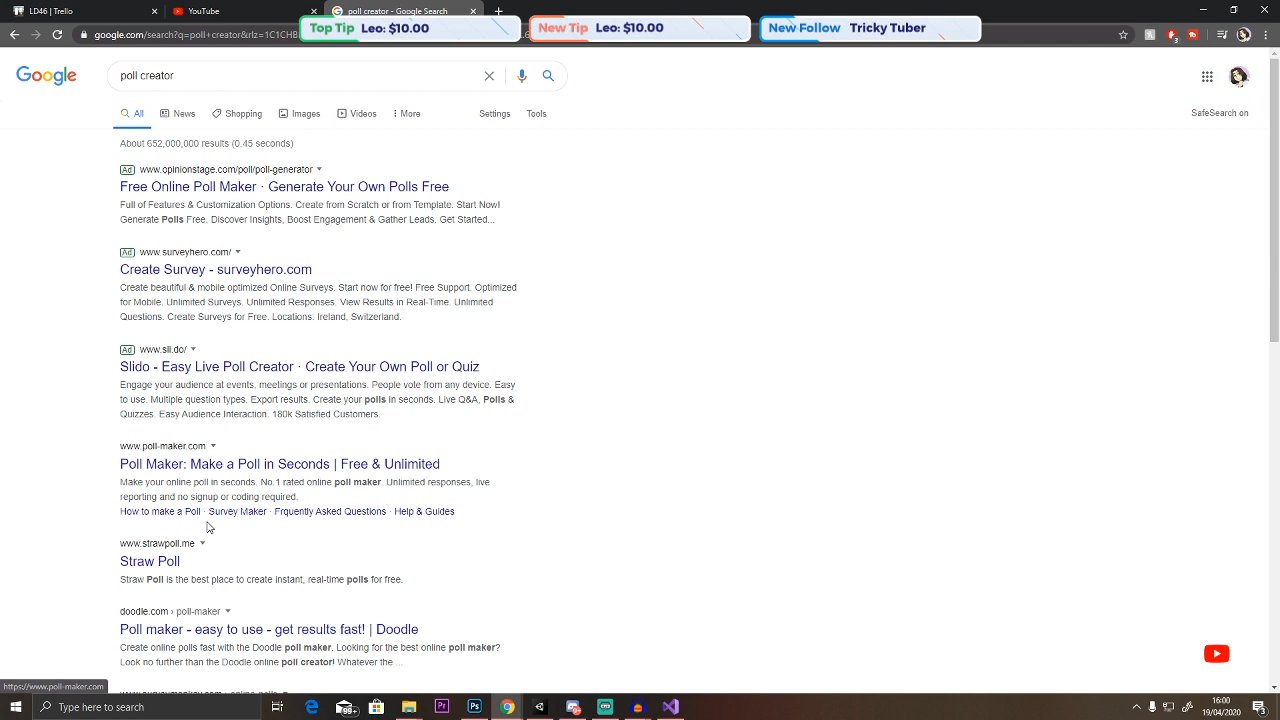 LD46 | Trello
YouTube
poll creator - Google Search
Top Tip Leo: $10.00
New Tip Leo: $10.00
New Follow Tricky Tuber
Google
poll creator
All News Shopping Images Videos More Settings Tools
SafeSearch on
About 652,000,000 results (0.45 seconds)
Ad www.opinionstage.com/poll/poll-generator
Free Online Poll Maker · Generate Your Own Polls Free
Full of Features & Customization Options. Create from Scratch or from Template. Start Now!
Generate Polls Free. Discover Insights, Boost Engagement & Gather Leads. Get Started...
Ad www.surveyhero.com/
Create Survey - surveyhero.com
Create beautiful & mobile optimized Online Surveys. Start now for free! Free Support. Optimized
for Mobile. Unlimited Surveys. Unlimited Responses. View Results in Real-Time. Unlimited
Questions. Create Surveys for Free. Locations: Ireland, Switzerland.
Ad www.sli.do/
Slido - Easy Live Poll Creator · Create Your Own Poll or Quiz
Engage your audience at events, meetings or presentations. People vote from any device. Easy
to use. Multiple question types. Export results. Create your polls in seconds. Live Q&A, Polls &
Quizzes. Easy Audience Interaction. 180k Satisfied Customers.
www.poll-maker.com
Poll Maker: Make a Poll in Seconds | Free & Unlimited
Make your online poll in seconds. No.1 rated online poll maker. Unlimited responses, live
reporting and no signup or coding required.
How to make a Poll · Survey Maker · Frquently Asked Questions · Help & Guides
www.strawpoll.me
Straw Poll
Straw Poll is the best place to create instant, real-time polls for free.
doodle.com › poll-maker
Poll maker - easy to use - get results fast! | Doodle
Create online polls fast with the Doodle poll maker. Looking for the best online poll maker?
Look no further than the Doodle online poll creator! Whatever the ...
https://www.poll-maker.com
Type here to search
16:00
19/04/2020